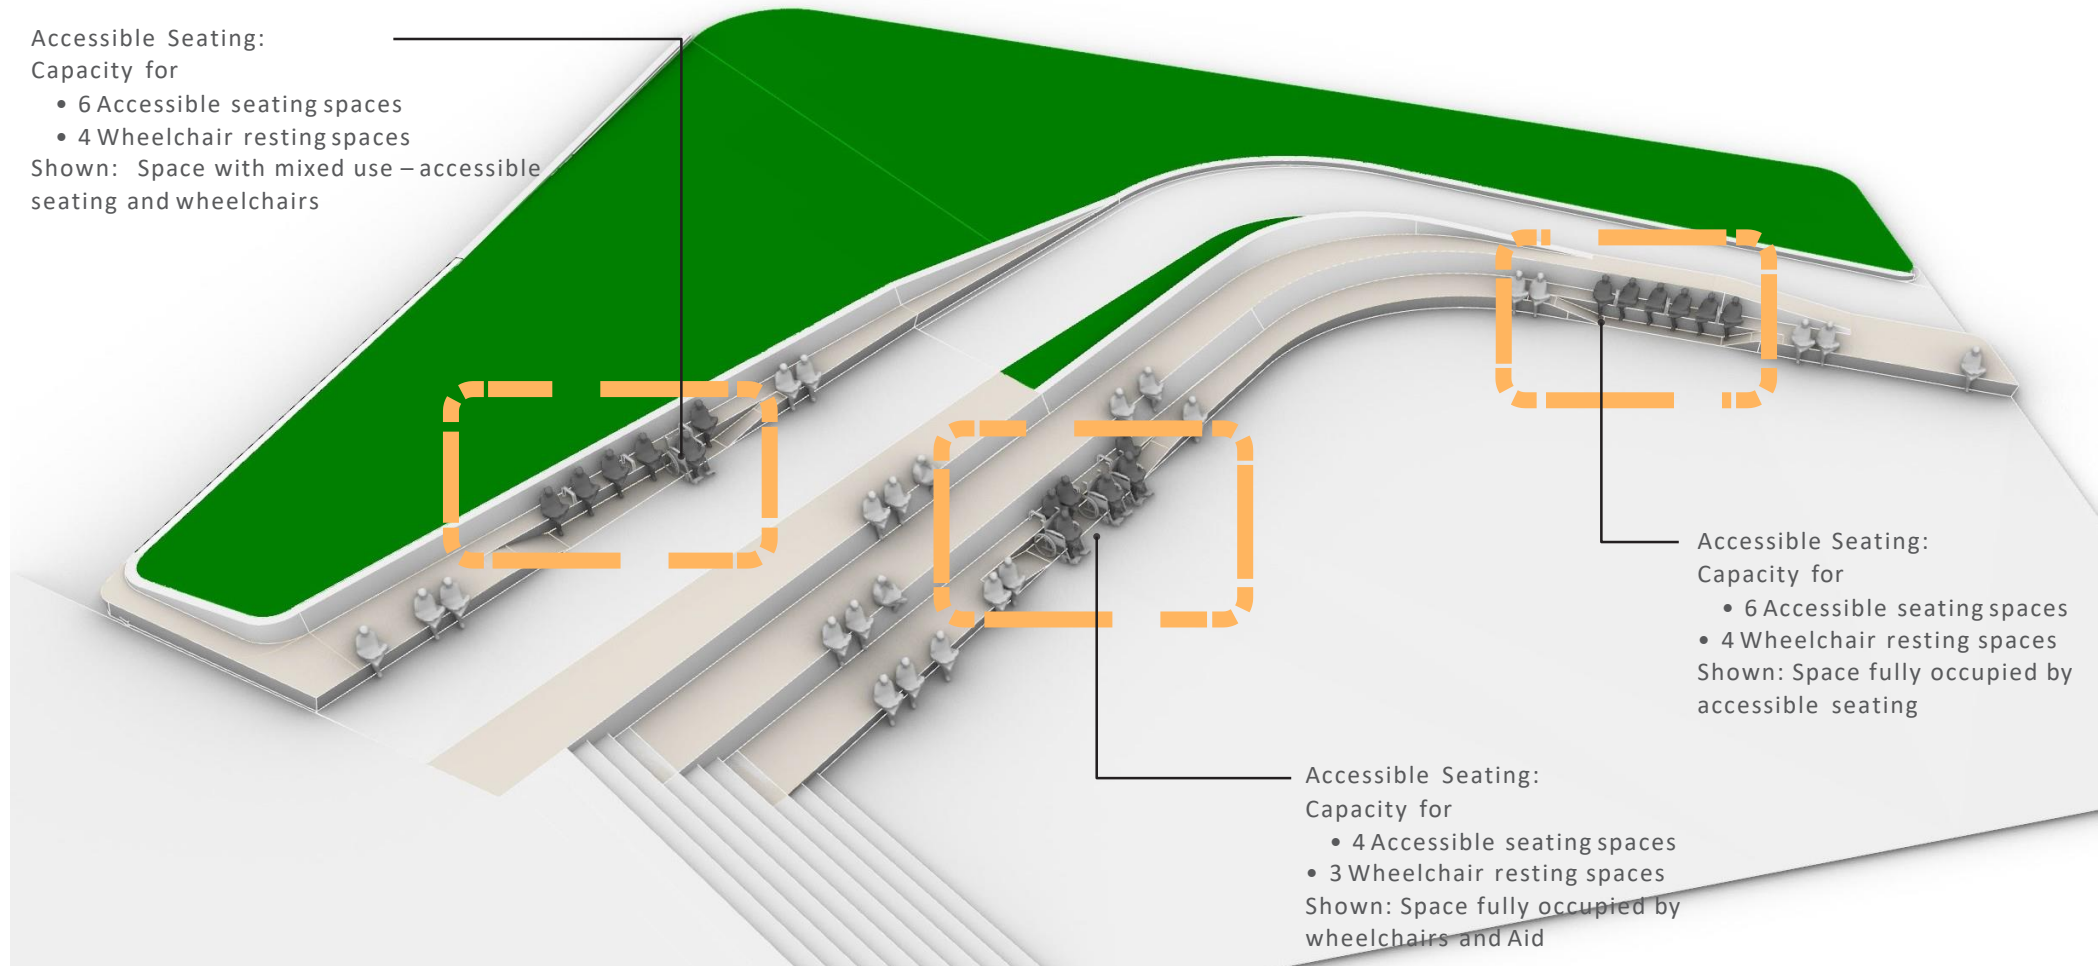 Accessible Seating:
Capacity for
• 6 Accessible seating spaces
• 4 Wheelchair resting spaces
Shown: Space with mixed use – accessible
seating and wheelchairs
Accessible Seating:
Capacity for
• 6 Accessible seating spaces
• 4 Wheelchair resting spaces
Shown: Space fully occupied by
accessible seating
Accessible Seating:
Capacity for
• 4 Accessible seating spaces
• 3 Wheelchair resting spaces
Shown: Space fully occupied by
wheelchairs and Aid